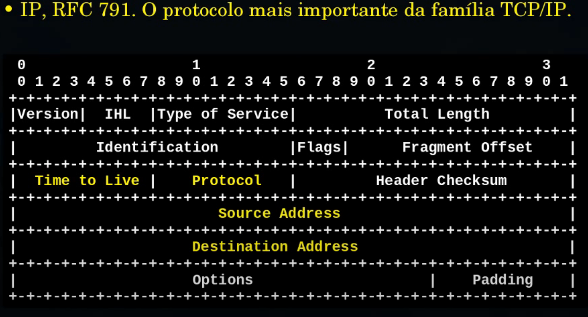 • IP, RFC 791. O protocolo mais importante da família TCP/IP.
 0                   1                   2                   3
 0 1 2 3 4 5 6 7 8 9 0 1 2 3 4 5 6 7 8 9 0 1 2 3 4 5 6 7 8 9 0 1
+-+-+-+-+-+-+-+-+-+-+-+-+-+-+-+-+-+-+-+-+-+-+-+-+-+-+-+-+-+-+-+-+
|Version|  IHL  |Type of Service|          Total Length         |
+-+-+-+-+-+-+-+-+-+-+-+-+-+-+-+-+-+-+-+-+-+-+-+-+-+-+-+-+-+-+-+-+
|         Identification        |Flags|      Fragment Offset    |
+-+-+-+-+-+-+-+-+-+-+-+-+-+-+-+-+-+-+-+-+-+-+-+-+-+-+-+-+-+-+-+-+
|  Time to Live |    Protocol   |         Header Checksum       |
+-+-+-+-+-+-+-+-+-+-+-+-+-+-+-+-+-+-+-+-+-+-+-+-+-+-+-+-+-+-+-+-+
|                       Source Address                          |
+-+-+-+-+-+-+-+-+-+-+-+-+-+-+-+-+-+-+-+-+-+-+-+-+-+-+-+-+-+-+-+-+
|                    Destination Address                        |
+-+-+-+-+-+-+-+-+-+-+-+-+-+-+-+-+-+-+-+-+-+-+-+-+-+-+-+-+-+-+-+-+
|                    Options                    |    Padding    |
+-+-+-+-+-+-+-+-+-+-+-+-+-+-+-+-+-+-+-+-+-+-+-+-+-+-+-+-+-+-+-+-+